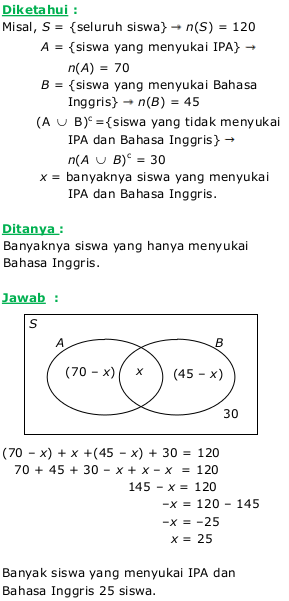 Diketahui :
Misal, S = {seluruh siswa} → n(S) = 120
A = {siswa yang menyukai IPA} →
n(A) = 70
B = {siswa yang menyukai Bahasa
Inggris} → n(B) = 45
(A ∪ B)ᶜ ={siswa yang tidak menyukai
IPA dan Bahasa Inggris} →
n(A ∪ B)ᶜ = 30
x = banyaknya siswa yang menyukai
IPA dan Bahasa Inggris.
Ditanya :
Banyaknya siswa yang hanya menyukai
Bahasa Inggris.
Jawab :
S
A B
(70 – x) x (45 – x)
30
(70 – x) + x +(45 – x) + 30 = 120
70 + 45 + 30 – x + x – x = 120
145 – x = 120
–x = 120 – 145
–x = –25
x = 25
Banyak siswa yang menyukai IPA dan
Bahasa Inggris 25 siswa.